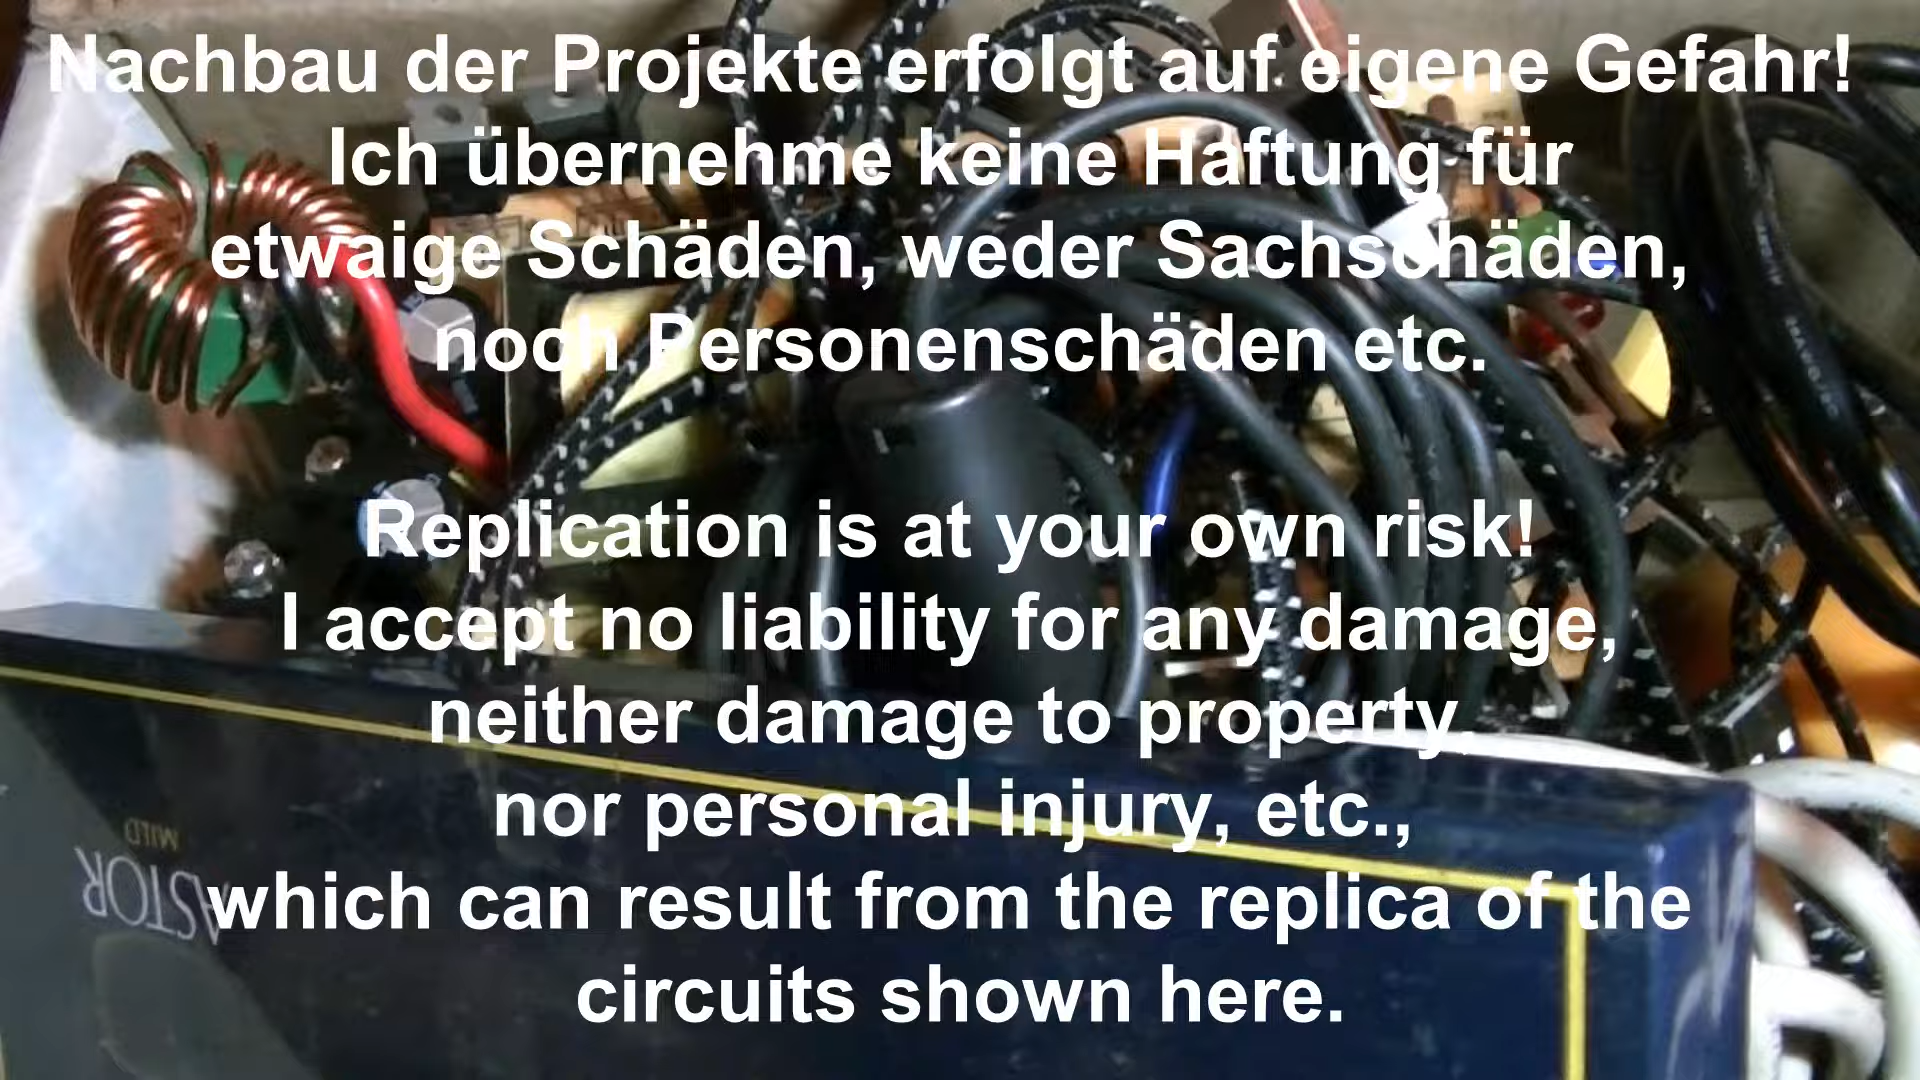 Nachbau der Projekte erfolgt auf eigene Gefahr!
Ich übernehme keine Haftung für
etwaige Schäden, weder Sachschäden,
noch Personenschäden etc.
Replication is at your own risk!
I accept no liability for any damage,
neither damage to property,
nor personal injury, etc.,
which can result from the replica of the
circuits shown here.
ASTOR
MILD